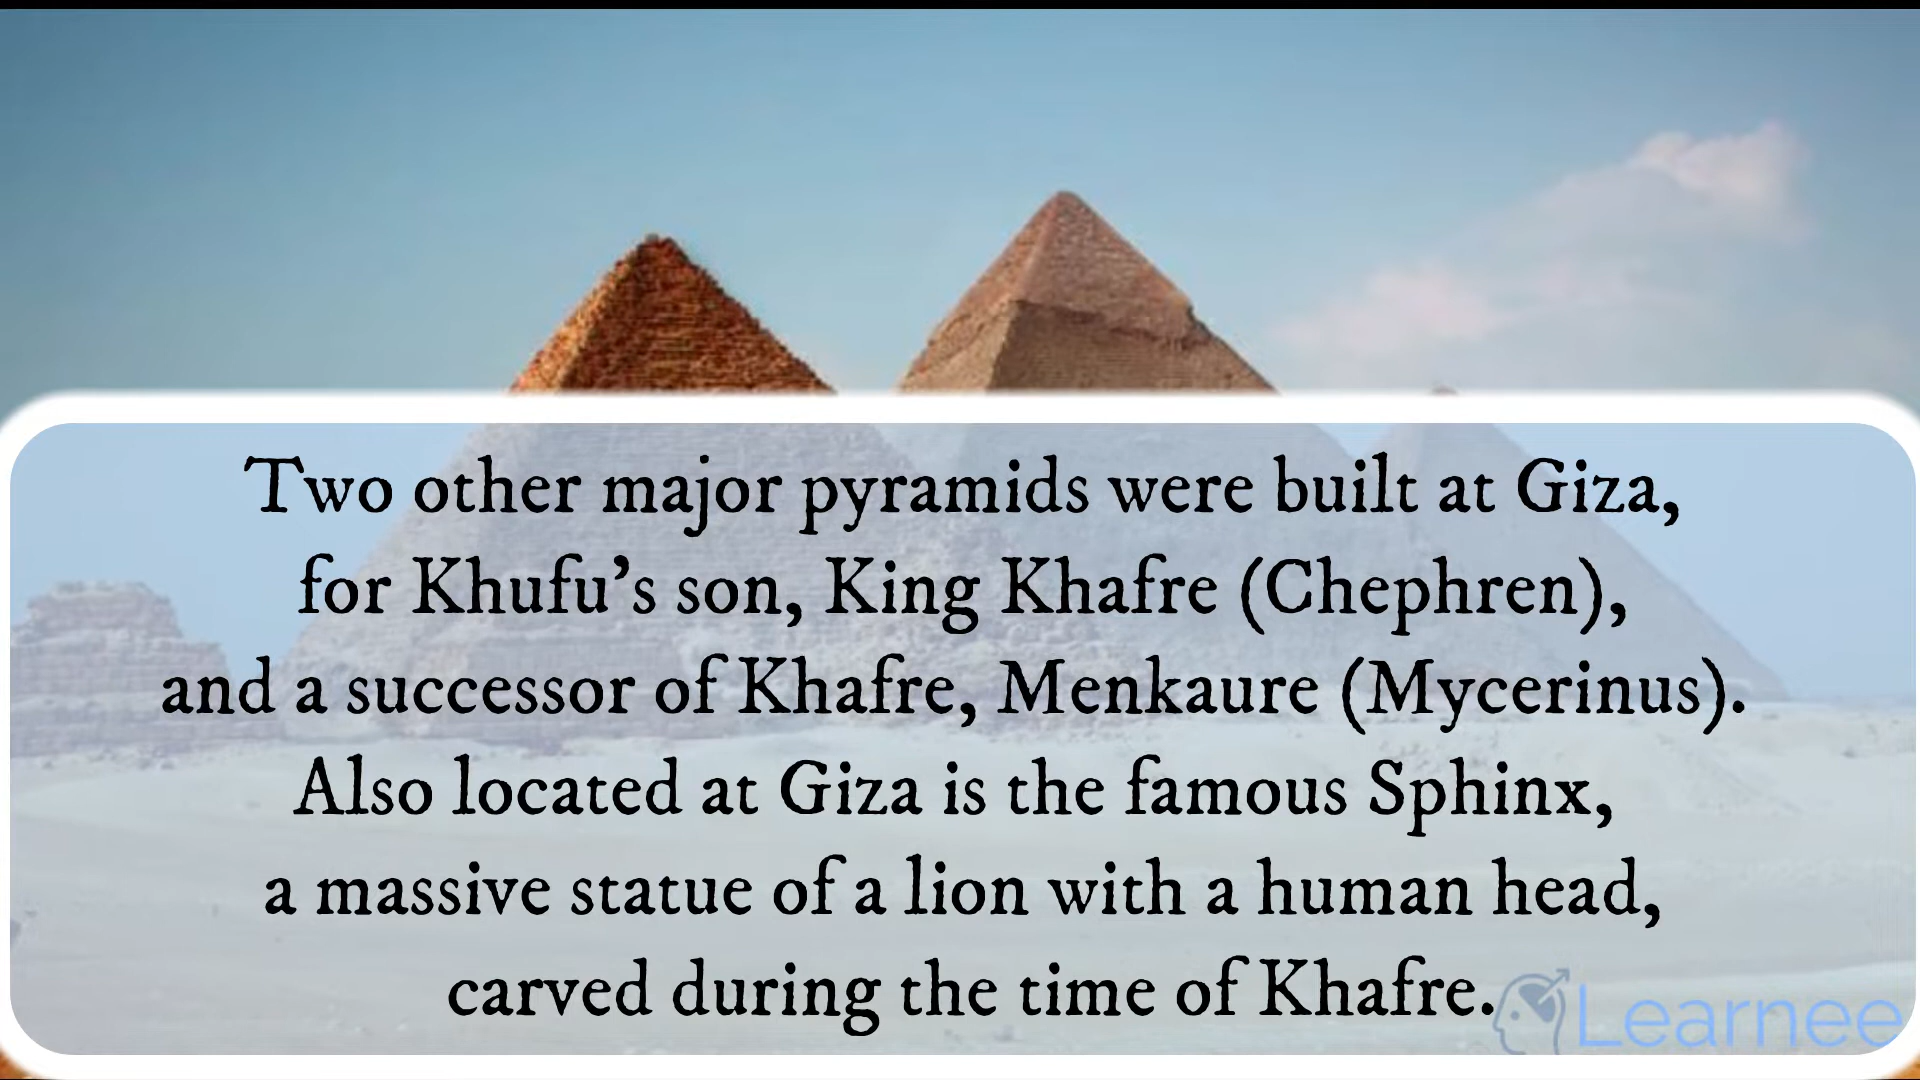 Two other major pyramids were built at Giza,
for Khufu’s son, King Khafre (Chephren),
and a successor of Khafre, Menkaure (Mycerinus).
Also located at Giza is the famous Sphinx,
a massive statue of a lion with a human head,
carved during the time of Khafre.
Learnee